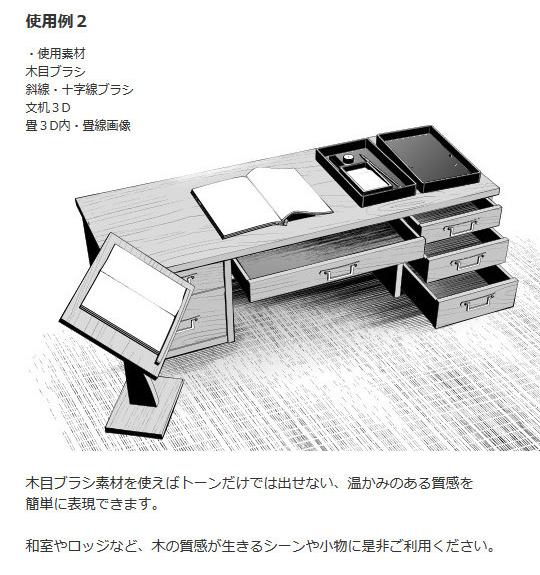 使用例２
・使用素材
木目ブラシ
斜線・十字線ブラシ
文机３D
畳３D内・畳線画像
木目ブラシ素材を使えばトーンだけでは出せない、温かみのある質感を
簡単に表現できます。
和室やロッジなど、木の質感が生きるシーンや小物に是非ご利用ください。